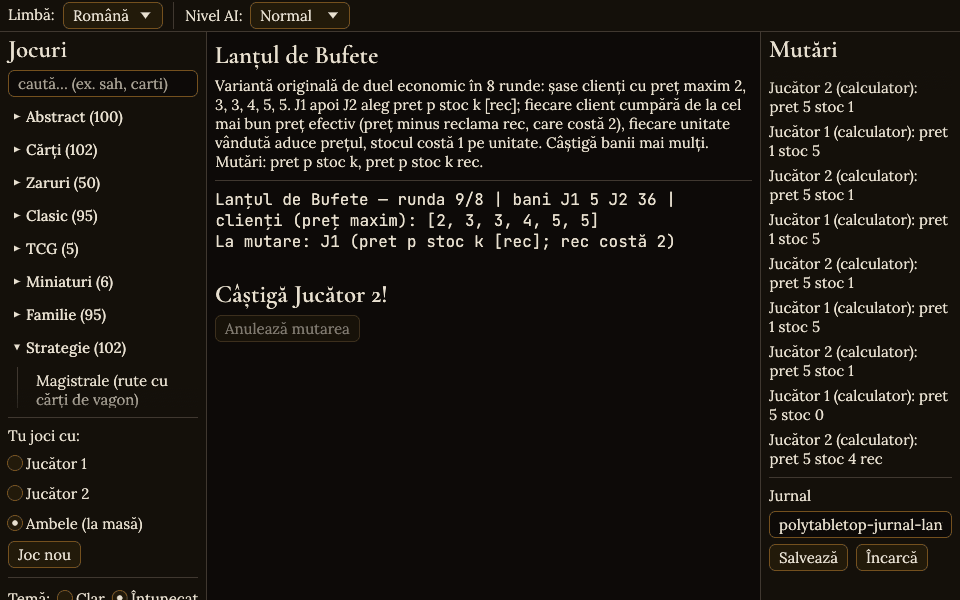 Limbă: Română ▼ Nivel AI: Normal ▼
Jocuri
caută... (ex. sah, carti)
▸ Abstract (100)
▸ Cărți (102)
▸ Zaruri (50)
▸ Clasic (95)
▸ TCG (5)
▸ Miniaturi (6)
▸ Familie (95)
▾ Strategie (102)
Magistrale (rute cu
cărți de vagon)
Tu joci cu:
Jucător 1
Jucător 2
Ambele (la masă)
Joc nou
Temă: Clar Întunecat
Lanțul de Bufete
Variantă originală de duel economic în 8 runde: șase clienți cu preț maxim 2,
3, 3, 4, 5, 5. J1 apoi J2 aleg pret p stoc k [rec]; fiecare client cumpără de la cel
mai bun preț efectiv (preț minus reclama rec, care costă 2), fiecare unitate
vândută aduce prețul, stocul costă 1 pe unitate. Câștigă banii mai mulți.
Mutări: pret p stoc k, pret p stoc k rec.
Lanțul de Bufete — runda 9/8 | bani J1 5 J2 36 |
clienți (preț maxim): [2, 3, 3, 4, 5, 5]
La mutare: J1 (pret p stoc k [rec]; rec costă 2)
Câștigă Jucător 2!
Anulează mutarea
Mutări
Jucător 2 (calculator):
pret 5 stoc 1
Jucător 1 (calculator): pret
1 stoc 5
Jucător 2 (calculator):
pret 5 stoc 1
Jucător 1 (calculator): pret
1 stoc 5
Jucător 2 (calculator):
pret 5 stoc 1
Jucător 1 (calculator): pret
1 stoc 5
Jucător 2 (calculator):
pret 5 stoc 1
Jucător 1 (calculator): pret
5 stoc 0
Jucător 2 (calculator):
pret 5 stoc 4 rec
Jurnal
polytabletop-jurnal-lan
Salvează Încarcă